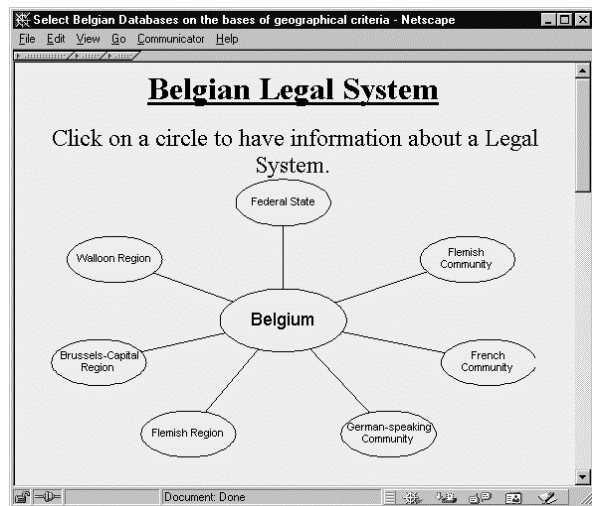 Select Belgian Databases on the bases of geographical criteria - Netscape
File Edit View Go Communicator Help
Belgian Legal System
Click on a circle to have information about a Legal
System.
Federal State
Walloon Region
Flemish
Community
Belgium
Brussels-Capital
Region
French
Community
Flemish Region
German-speaking
Community
Document: Done